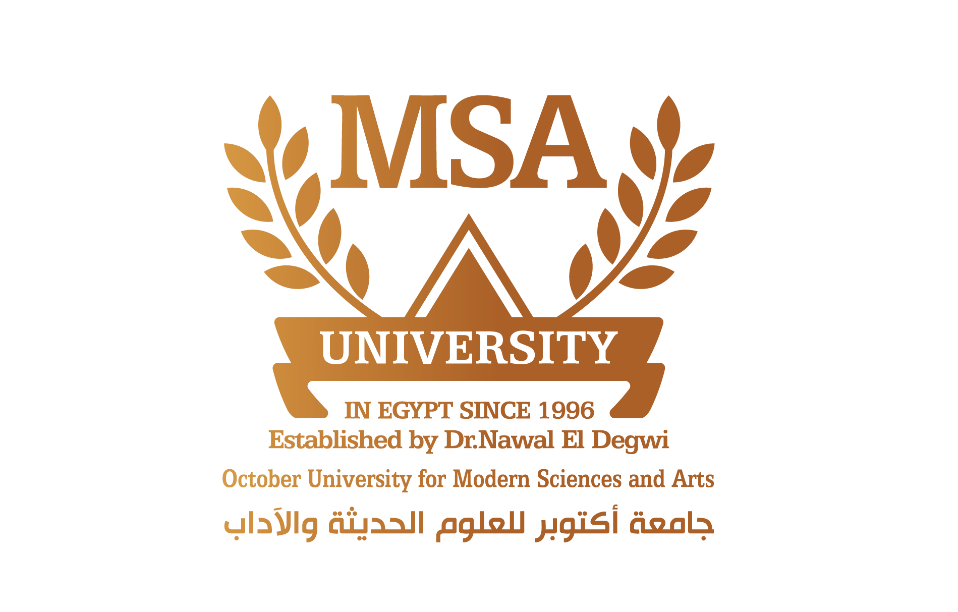 MSA
UNIVERSITY
IN EGYPT SINCE 1996
Established by Dr.Nawal El Degwi
October University for Modern Sciences and Arts
جامعة أكتوبر للعلوم الحديثة والآداب